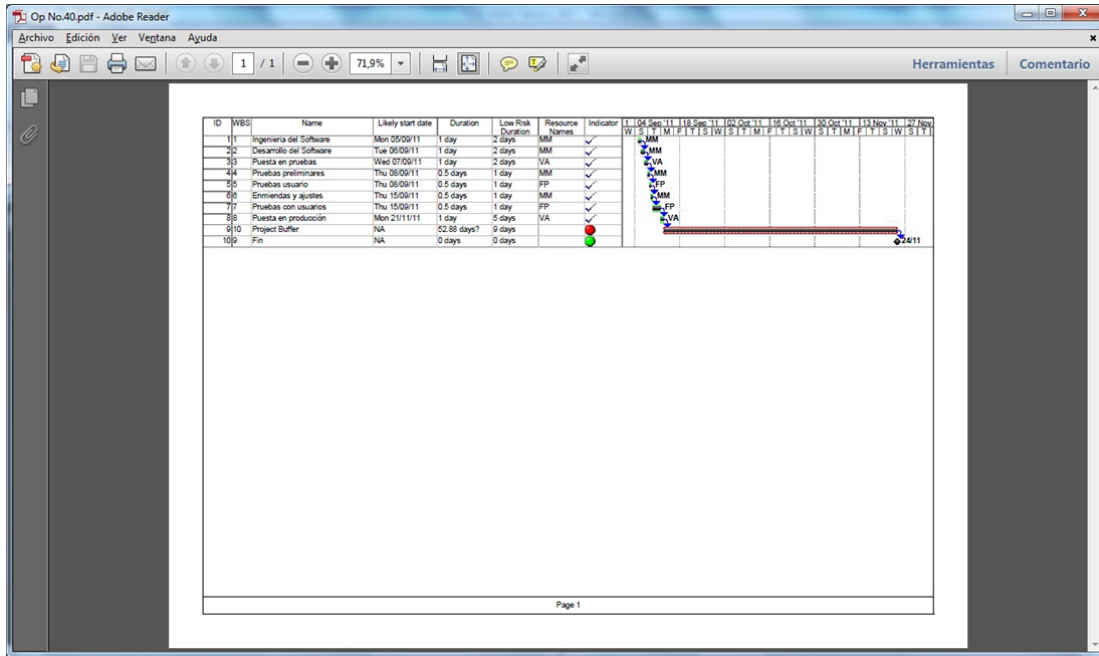 Op No.40.pdf - Adobe Reader
Archivo Edición Ver Ventana Ayuda
1 / 1 71,9% Herramientas Comentario
ID WBS Name Likely start date Duration Low Risk Duration Resource Names Indicator 1 04 Sep '11 18 Sep '11 02 Oct '11 16 Oct '11 30 Oct '11 13 Nov '11 27 Nov
W S T M F T S W S T M F T S W S T M F T S W S T
1 1 Ingenieria del Software Mon 05/09/11 1 day 2 days MM MM
2 2 Desarrollo del Software Tue 06/09/11 1 day 2 days MM MM
3 3 Puesta en pruebas Wed 07/09/11 1 day 2 days VA VA
4 4 Pruebas preliminares Thu 08/09/11 0.5 days 1 day MM MM
5 5 Pruebas usuario Thu 08/09/11 0.5 days 1 day FP FP
6 6 Enmiendas y ajustes Thu 15/09/11 0.5 days 1 day MM MM
7 7 Pruebas con usuarios Thu 15/09/11 0.5 days 1 day FP FP
8 8 Puesta en producción Mon 21/11/11 1 day 5 days VA VA
9 10 Project Buffer NA 52.88 days? 9 days
10 9 Fin NA 0 days 0 days 24/11
Page 1